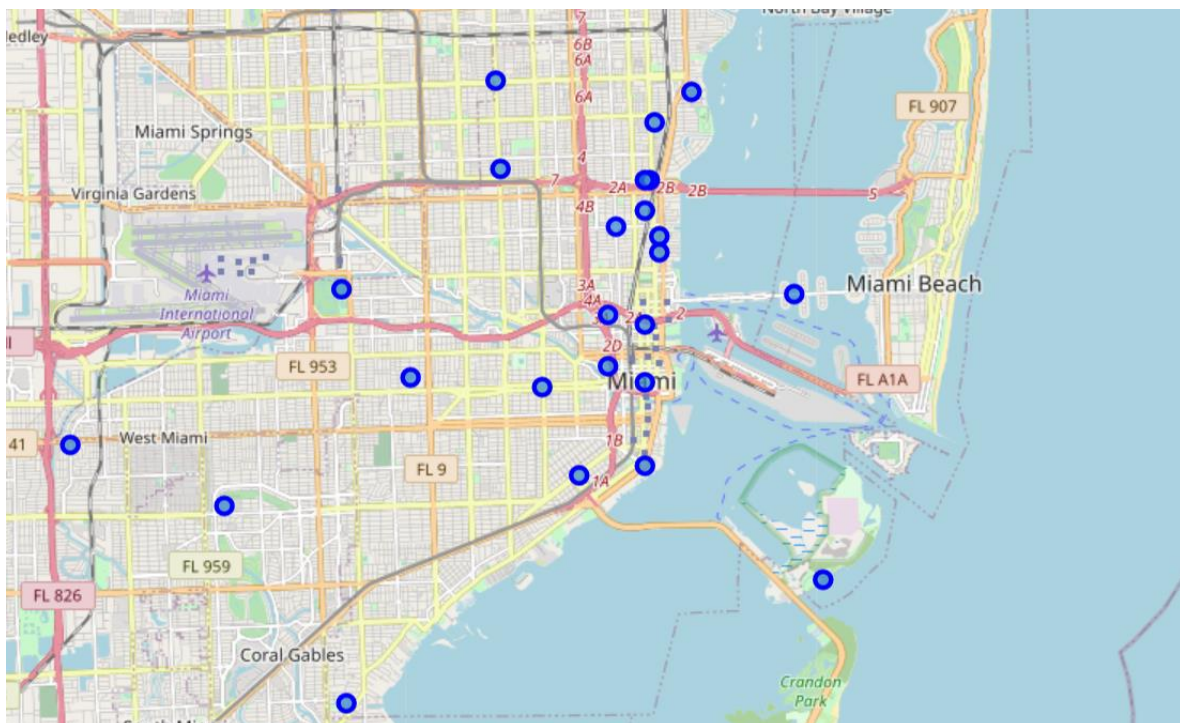 North Bay Village
7
6B
6A
6A
Miami Springs
FL 907
4
7
2A
2B
2B
5
Virginia Gardens
4B
Miami
International
Airport
3A
4A
2
Miami Beach
2D
FL 953
Miami
FL A1A
41
West Miami
1B
FL 9
1A
FL 959
FL 826
Coral Gables
Crandon
Park